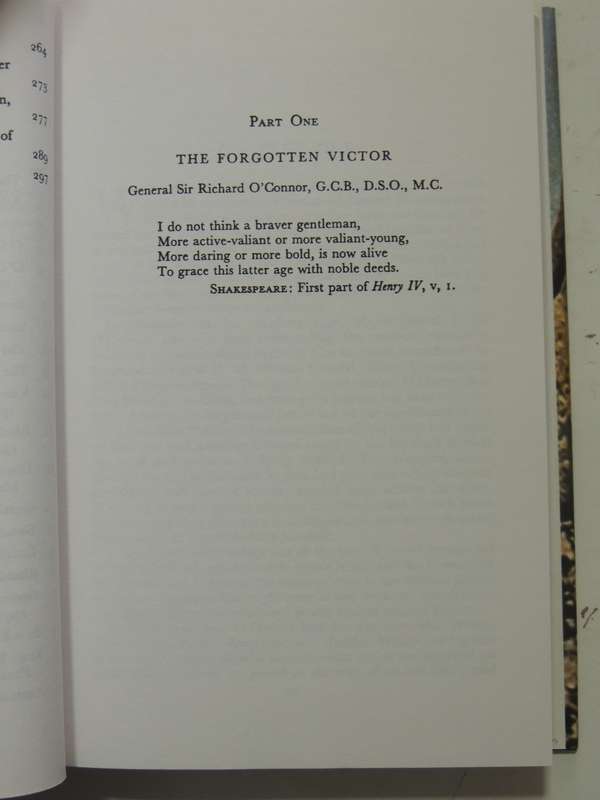 264
er
273
n,
277
of
289
297
PART ONE
THE FORGOTTEN VICTOR
General Sir Richard O'Connor, G.C.B., D.S.O., M.C.
I do not think a braver gentleman,
More active-valiant or more valiant-young,
More daring or more bold, is now alive
To grace this latter age with noble deeds.
SHAKESPEARE: First part of Henry IV, v, 1.